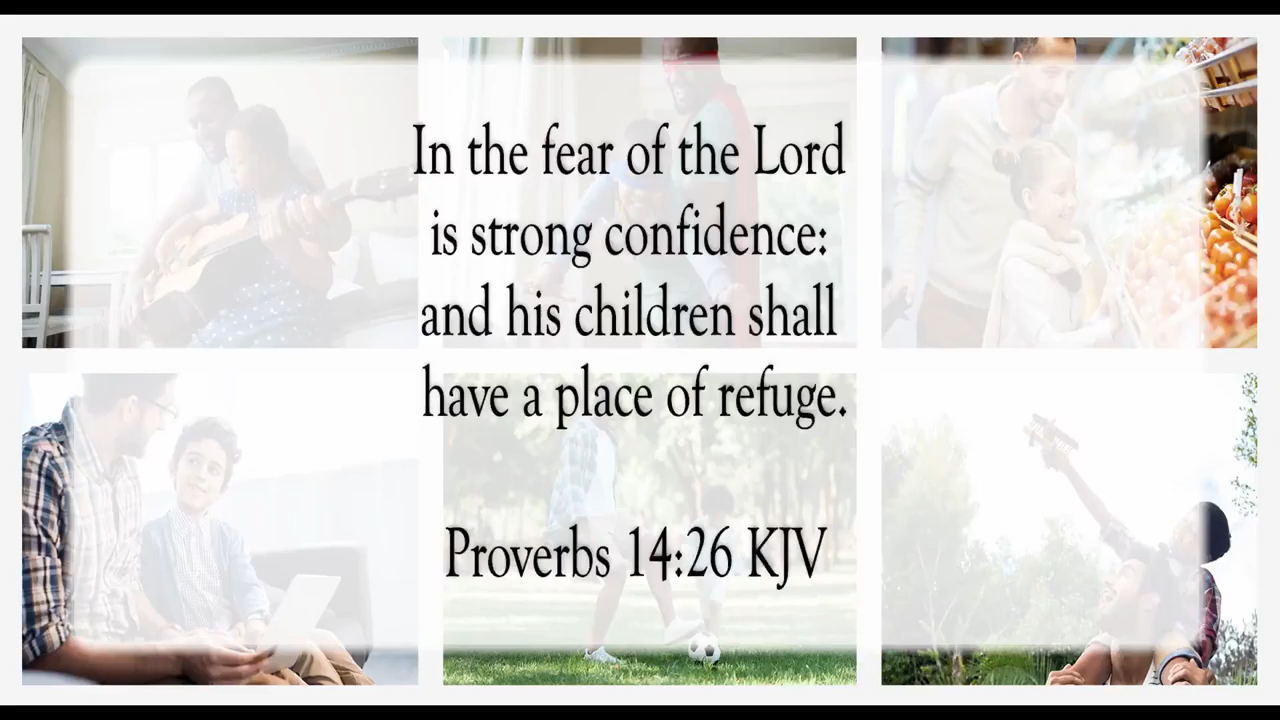 In the fear of the Lord
is strong confidence:
and his children shall
have a place of refuge.
Proverbs 14:26 KJV